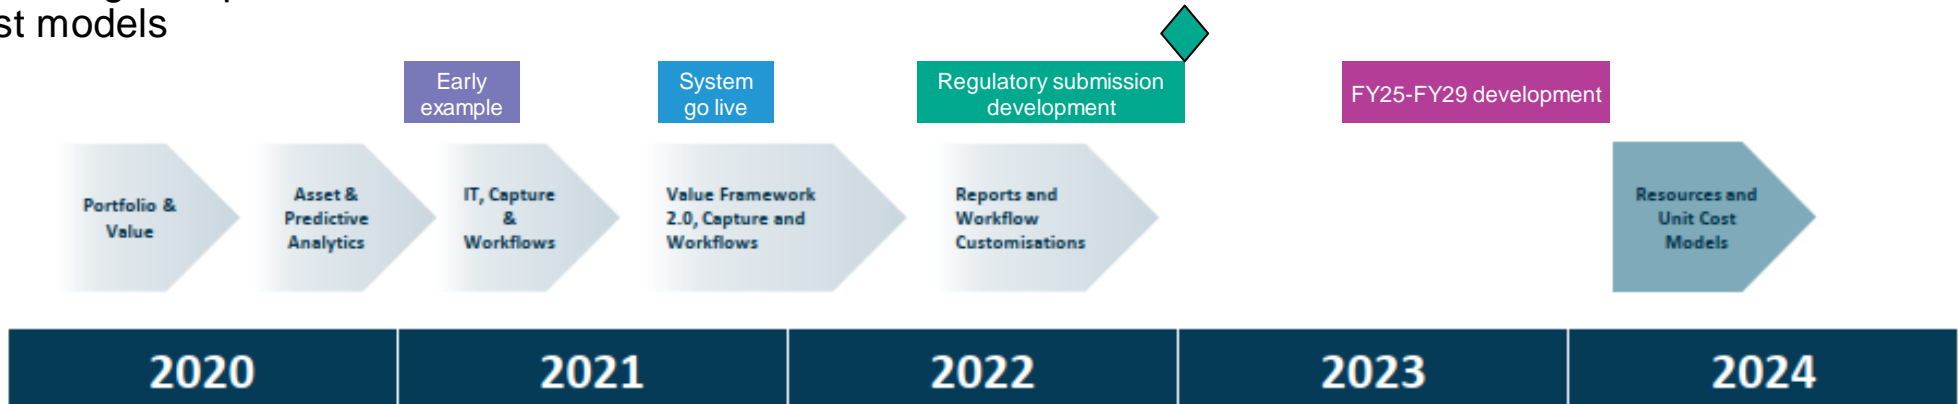 st models
Early
example
System
go live
Regulatory submission
development
FY25-FY29 development
Portfolio &
Value
Asset &
Predictive
Analytics
IT, Capture
&
Workflows
Value Framework
2.0, Capture and
Workflows
Reports and
Workflow
Customisations
Resources and
Unit Cost
Models
2020
2021
2022
2023
2024